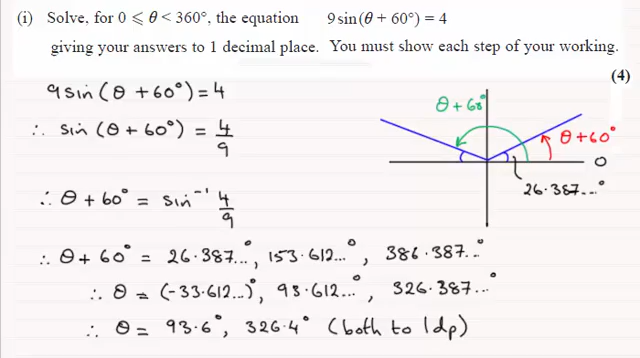 (i) Solve, for 0 ⩽ θ < 360°, the equation 9 sin(θ + 60°) = 4
giving your answers to 1 decimal place. You must show each step of your working.
(4)
9 sin(θ + 60°) = 4
∴ sin(θ + 60°) = 4/9
θ + 60°
θ + 60°
0
26.387...°
∴ θ + 60° = sin⁻¹ 4/9
∴ θ + 60° = 26.387...°, 153.612...°, 386.387...°
∴ θ = (-33.612...)°, 93.612...°, 326.387...°
∴ θ = 93.6°, 326.4° (both to 1dp)